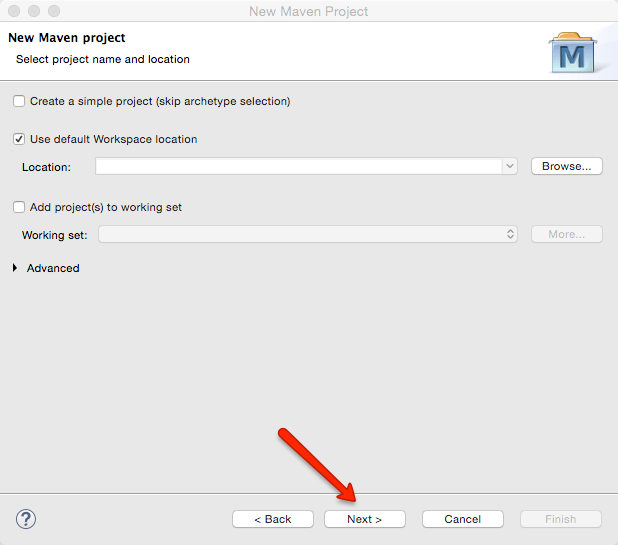 New Maven Project
New Maven project
Select project name and location
M
Create a simple project (skip archetype selection)
Use default Workspace location
Location:
Browse...
Add project(s) to working set
Working set:
More...
Advanced
?
< Back
Next >
Cancel
Finish